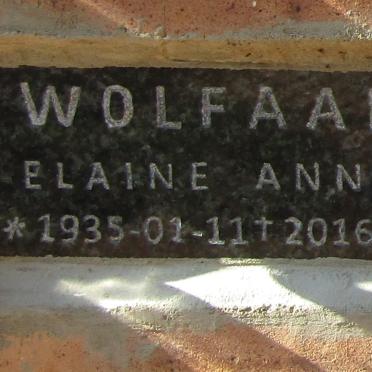 WOLFAA
ELAINE ANN
* 1935-01-11 † 2016